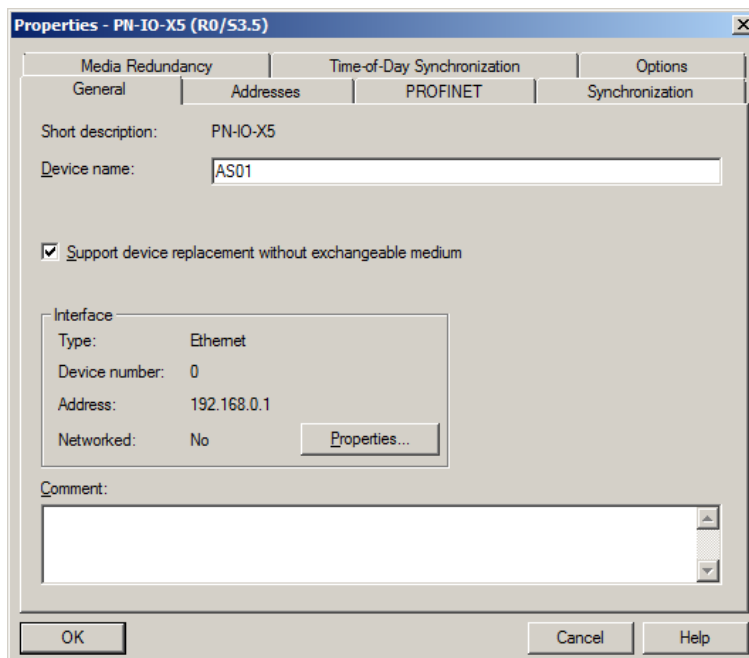 Properties - PN-IO-X5 (R0/S3.5)
Media Redundancy Time-of-Day Synchronization Options
General Addresses PROFINET Synchronization
Short description: PN-IO-X5
Device name: AS01
Support device replacement without exchangeable medium
Interface
Type: Ethernet
Device number: 0
Address: 192.168.0.1
Networked: No Properties...
Comment:
OK Cancel Help